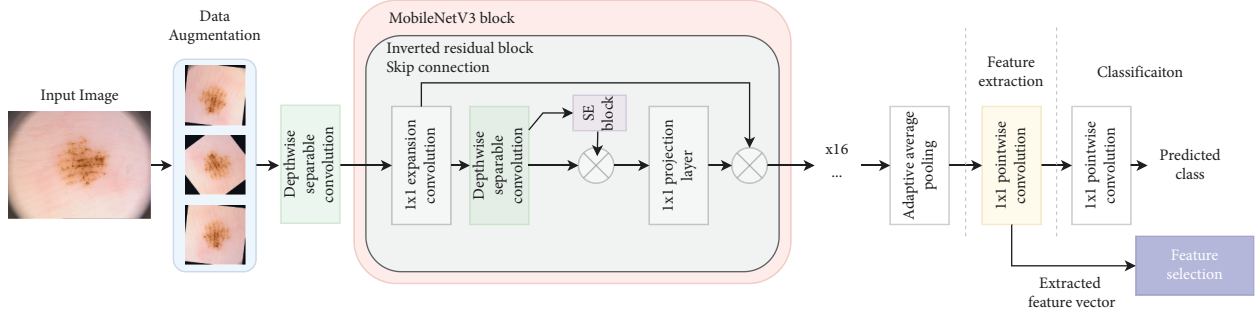 Input Image
Data
Augmentation
Depthwise
separable
convolution
MobileNetV3 block
Inverted residual block
Skip connection
1x1 expansion
convolution
Depthwise
separable
convolution
SE
block
1x1 projection
layer
x16
...
Adaptive average
pooling
Feature
extraction
1x1 pointwise
convolution
Classificaiton
1x1 pointwise
convolution
Predicted
class
Extracted
feature vector
Feature
selection